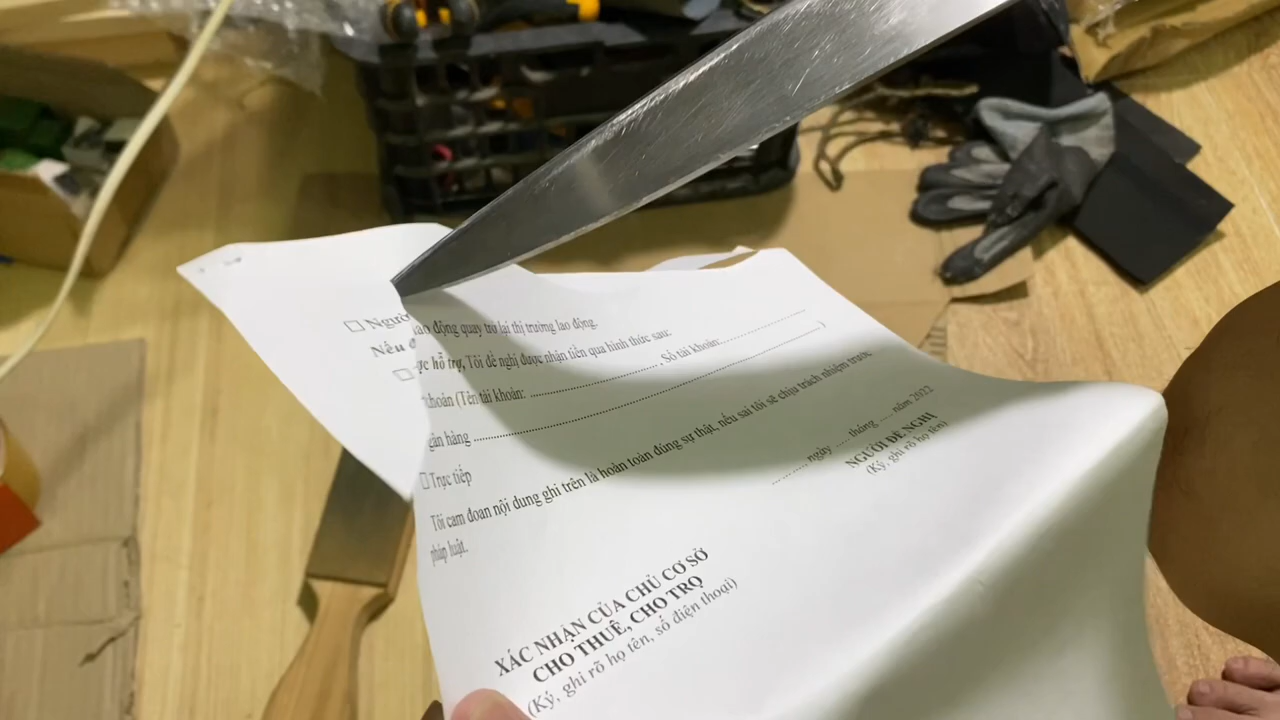 ☐ Ngườ lao động quay trở lại thị trường lao động.
Nếu đ ợc hỗ trợ, Tôi đề nghị được nhận tiền qua hình thức sau:
☐ khoản (Tên tài khoản: .......................... , Số tài khoản:......................
gân hàng ..........................................................................)
☐ Trực tiếp
Tôi cam đoan nội dung ghi trên là hoàn toàn đúng sự thật, nếu sai tôi sẽ chịu trách nhiệm trước
pháp luật.
......., ngày ..... tháng ..... năm 2022
NGƯỜI ĐỀ NGHỊ
(Ký, ghi rõ họ tên)
XÁC NHẬN CỦA CHỦ CƠ SỞ
CHO THUÊ, CHO TRỌ
(Ký, ghi rõ họ tên, số điện thoại)